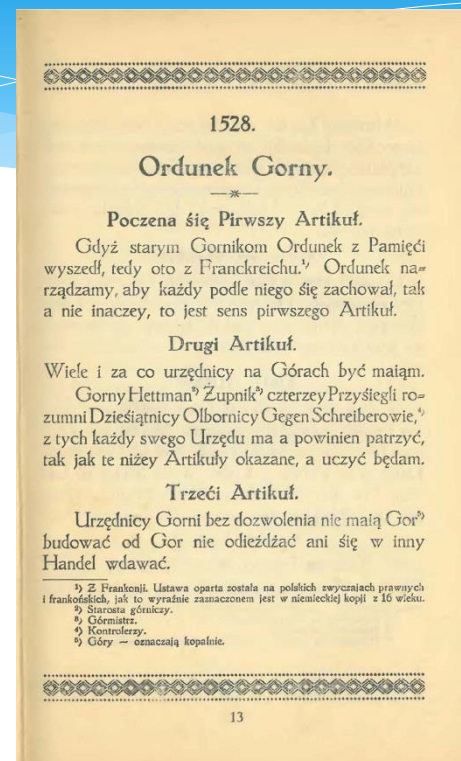 1528.
Ordunek Gorny.
Poczena śię Pirwszy Artikuł.
Gdyż starym Gornikom Ordunek z Pamięći
wyszedł, tedy oto z Franckreichu.¹⁾ Ordunek na=
rządzamy, aby każdy podle niego śię zachował, tak
a nie inaczey, to jest sens pirwszego Artikuł.
Drugi Artikuł.
Wiele i za co urzędnicy na Górach być maiąm.
Gorny Hettman²⁾ Żupnik³⁾ czterzey Przyśiegli ro=
zumni Dzieśiątnicy Olbornicy Gegen Schreiberowie,⁴⁾
z tych każdy swego Urzędu ma a powinien patrzyć,
tak jak te niżey Artikuły okazane, a uczyć będam.
Trzeći Artikuł.
Urzędnicy Gorni bez dozwolenia nie maią Gor⁵⁾
budować od Gor nie odieżdżać ani śię w inny
Handel wdawać.
¹) Z Frankonji. Ustawa oparta została na polskich zwyczajach prawnych
i frankońskich, jak to wyraźnie zaznaczonem jest w niemieckiej kopji z 16 wieku.
²) Starosta górniczy.
³) Górmistrz.
⁴) Kontrolerzy.
⁵) Góry — oznaczają kopalnie.
13